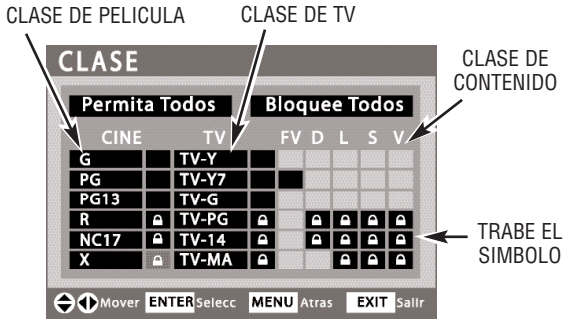 CLASE DE PELICULA
CLASE DE TV
CLASE DE
CONTENIDO
CLASE
Permita Todos
Bloquee Todos
CINE TV FV D L S V
G TV-Y
PG TV-Y7
PG13 TV-G
R TV-PG
NC17 TV-14
X TV-MA
TRABE EL
SIMBOLO
Mover ENTER Selecc MENU Atras EXIT Salir